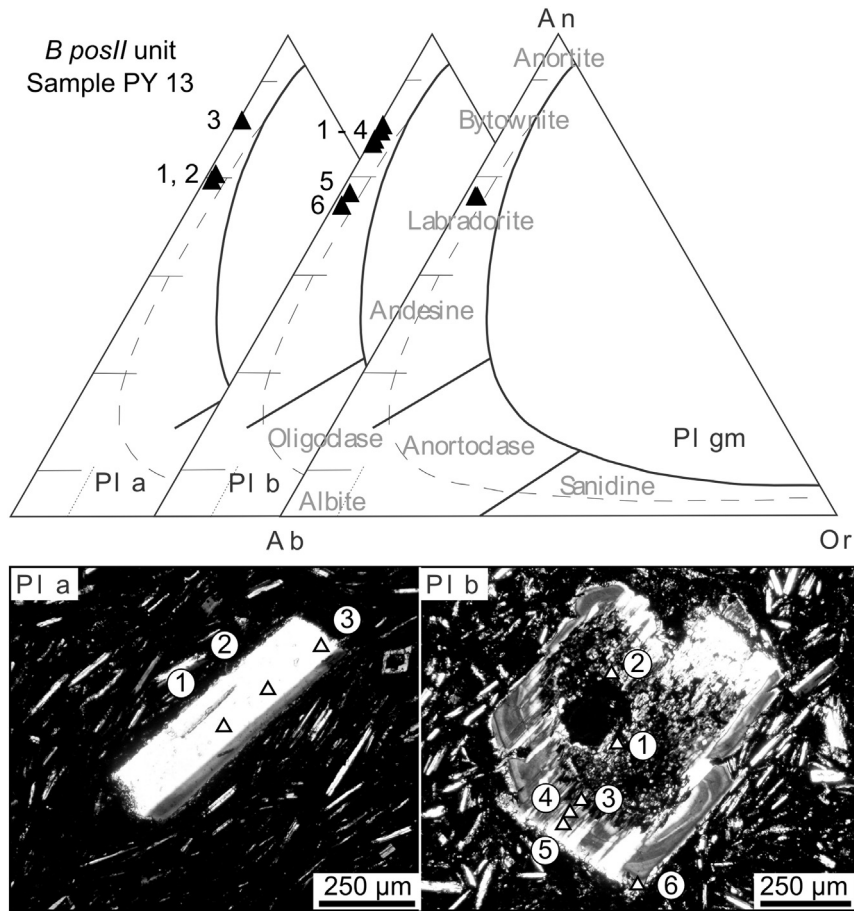 An
B posII unit
Sample PY 13
Anortite
3
1 - 4
Bytownite
1, 2
5
6
Labradorite
Andesine
Oligoclase
Anortoclase
Pl gm
Pl a
Pl b
Sanidine
Albite
Ab
Or
Pl a
3
2
1
250 µm
Pl b
2
1
4
3
5
6
250 µm